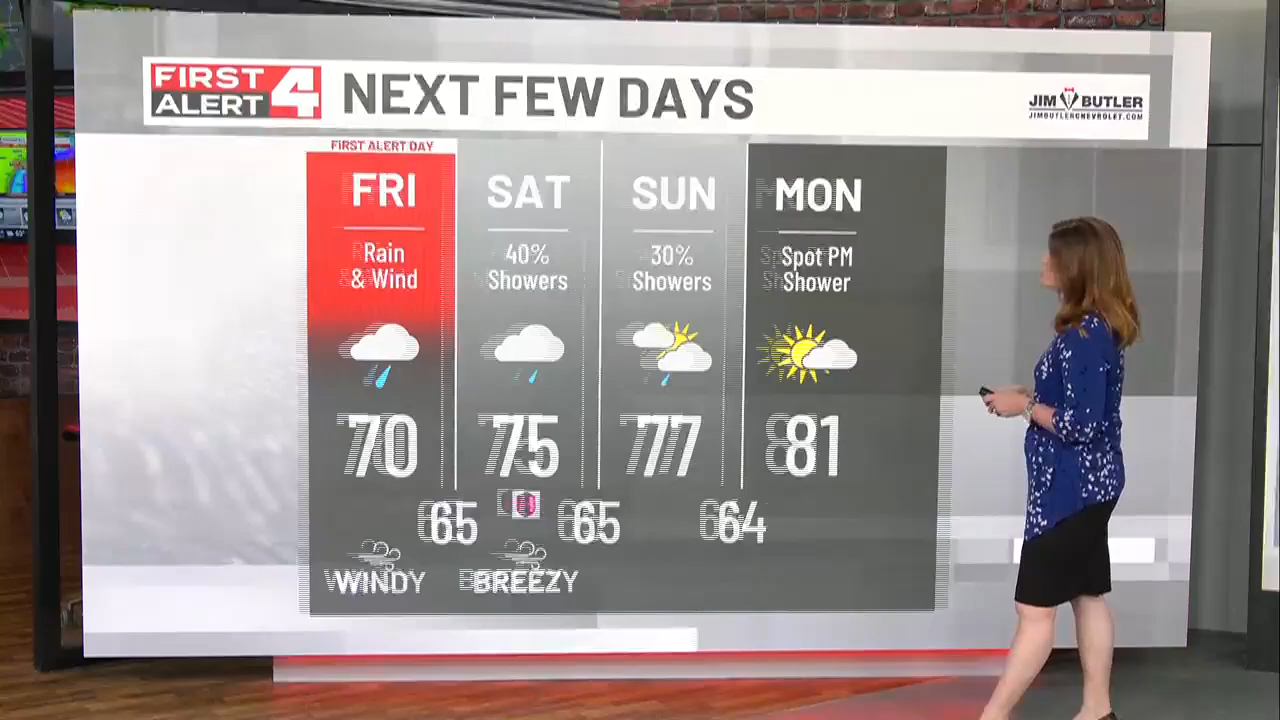 FIRST
ALERT 4
NEXT FEW DAYS
JIM BUTLER
JIMBUTLERCHEVROLET.COM
FIRST ALERT DAY
FRI SAT SUN MON
Rain 40% 30% Spot PM
& Wind Showers Showers Shower
70 75 77 81
65 65 64
WINDY BREEZY